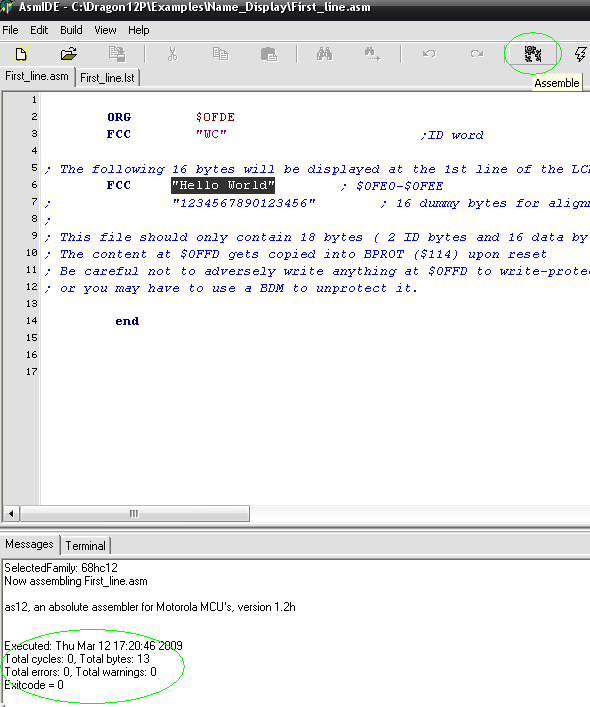 AsmIDE - C:\Dragon12P\Examples\Name_Display\First_line.asm
File Edit Build View Help
Assemble
First_line.asm First_line.lst
1
2 ORG $0FDE
3 FCC "WC" ;ID word
4
5 ; The following 16 bytes will be displayed at the 1st line of the LC
6 FCC "Hello World" ; $0FE0-$0FEE
7 ; "1234567890123456" ; 16 dummy bytes for alignm
8 ;
9 ; This file should only contain 18 bytes ( 2 ID bytes and 16 data by
10 ; The content at $0FFD gets copied into BPROT ($114) upon reset
11 ; Be careful not to adversely write anything at $0FFD to write-protec
12 ; or you may have to use a BDM to unprotect it.
13
14 end
15
16
17
Messages Terminal
SelectedFamily: 68hc12
Now assembling First_line.asm
as12, an absolute assembler for Motorola MCU's, version 1.2h
Executed: Thu Mar 12 17:20:46 2009
Total cycles: 0, Total bytes: 13
Total errors: 0, Total warnings: 0
Exitcode = 0